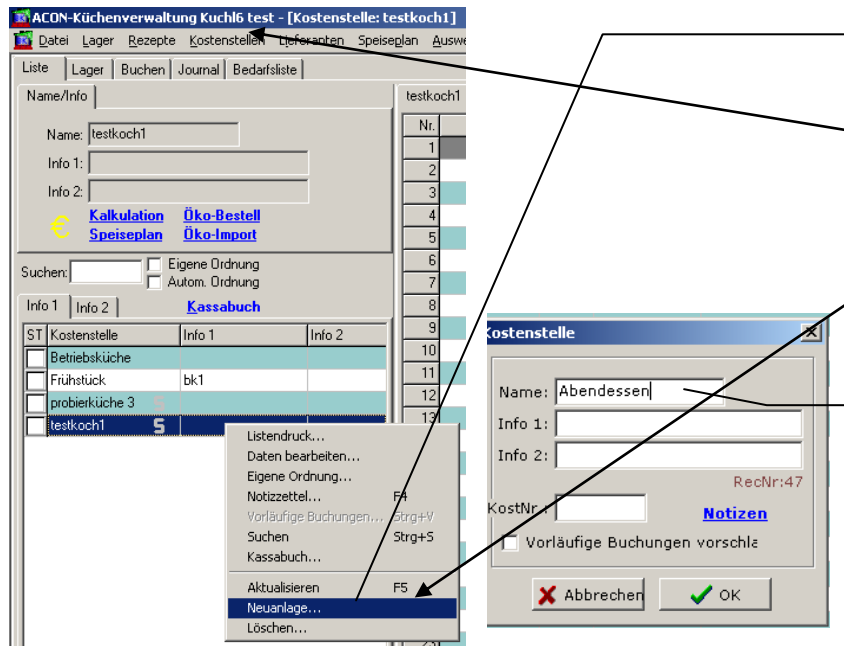 ACON-Küchenverwaltung Kuchl6 test - [Kostenstelle: testkoch1]
Datei Lager Rezepte Kostenstellen Lieferanten Speiseplan Auswe
Liste Lager Buchen Journal Bedarfsliste
Name/Info
testkoch1
Name: testkoch1
Info 1:
Info 2:
€ Kalkulation Öko-Bestell
Speiseplan Öko-Import
Suchen: Eigene Ordnung
Autom. Ordnung
Info 1 Info 2 Kassabuch
ST Kostenstelle Info 1 Info 2
Betriebsküche
Frühstück bk1
probierküche 3 S
testkoch1 S
Nr.
1
2
3
4
5
6
7
8
9
10
11
12
13
23
Listendruck...
Daten bearbeiten...
Eigene Ordnung...
Notizzettel... F4
Vorläufige Buchungen... Strg+V
Suchen Strg+S
Kassabuch...
Aktualisieren F5
Neuanlage...
Löschen...
Kostenstelle
Name: Abendessen
Info 1:
Info 2:
RecNr:47
KostNr.:
Notizen
Vorläufige Buchungen vorschla
Abbrechen OK